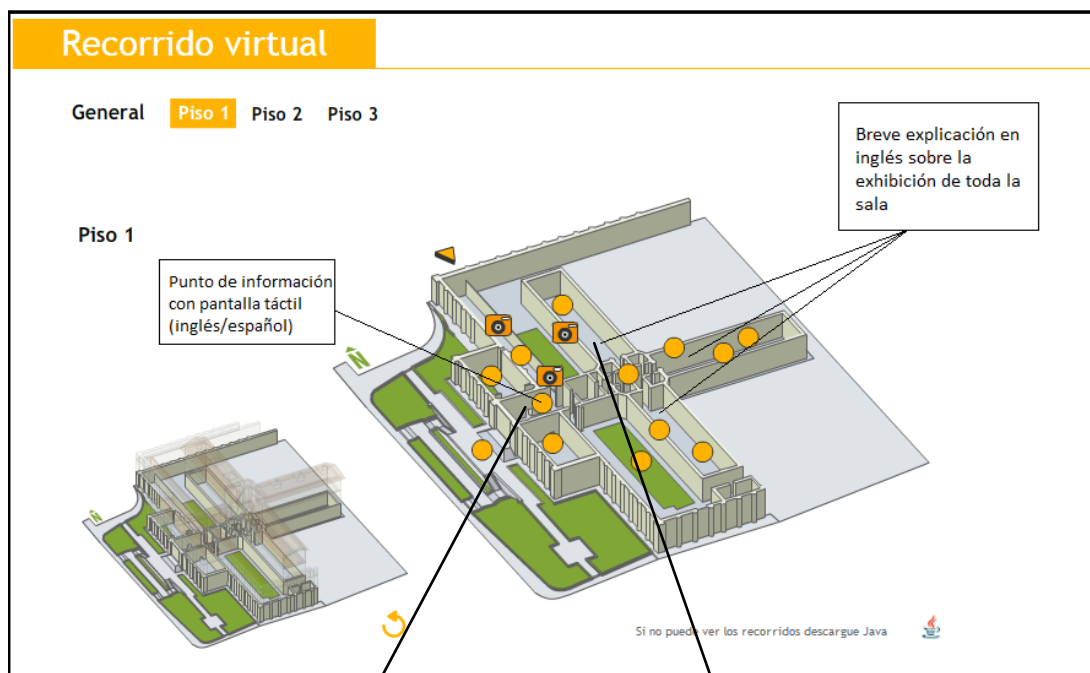 Recorrido virtual
General Piso 1 Piso 2 Piso 3
Breve explicación en
inglés sobre la
exhibición de toda la
sala
Piso 1
Punto de información
con pantalla táctil
(inglés/español)
N
N
Si no puede ver los recorridos descargue Java